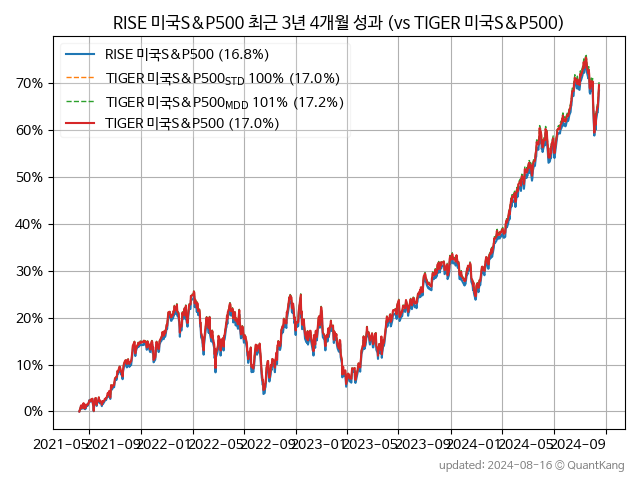 RISE 미국S&P500 최근 3년 4개월 성과 (vs TIGER 미국S&P500)
RISE 미국S&P500 (16.8%)
TIGER 미국S&P500STD 100% (17.0%)
TIGER 미국S&P500MDD 101% (17.2%)
TIGER 미국S&P500 (17.0%)
70%
60%
50%
40%
30%
20%
10%
0%
2021-05 2021-09 2022-01 2022-05 2022-09 2023-01 2023-05 2023-09 2024-01 2024-05 2024-09
updated: 2024-08-16 © QuantKang